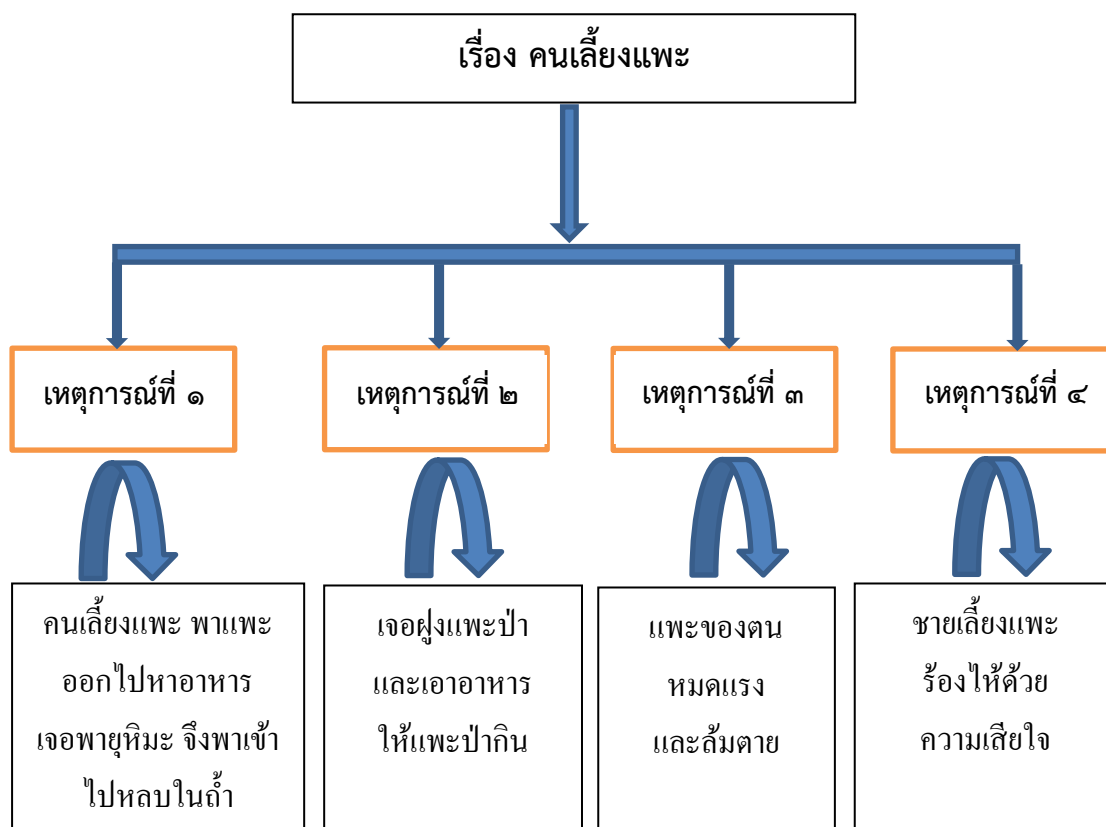 เรื่อง คนเลี้ยงแพะ
เหตุการณ์ที่ ๑
เหตุการณ์ที่ ๒
เหตุการณ์ที่ ๓
เหตุการณ์ที่ ๔
คนเลี้ยงแพะ พาแพะ
ออกไปหาอาหาร
เจอพายุหิมะ จึงพาเข้า
ไปหลบในถ้ำ
เจอฝูงแพะป่า
และเอาอาหาร
ให้แพะป่ากิน
แพะของตน
หมดแรง
และล้มตาย
ชายเลี้ยงแพะ
ร้องไห้ด้วย
ความเสียใจ